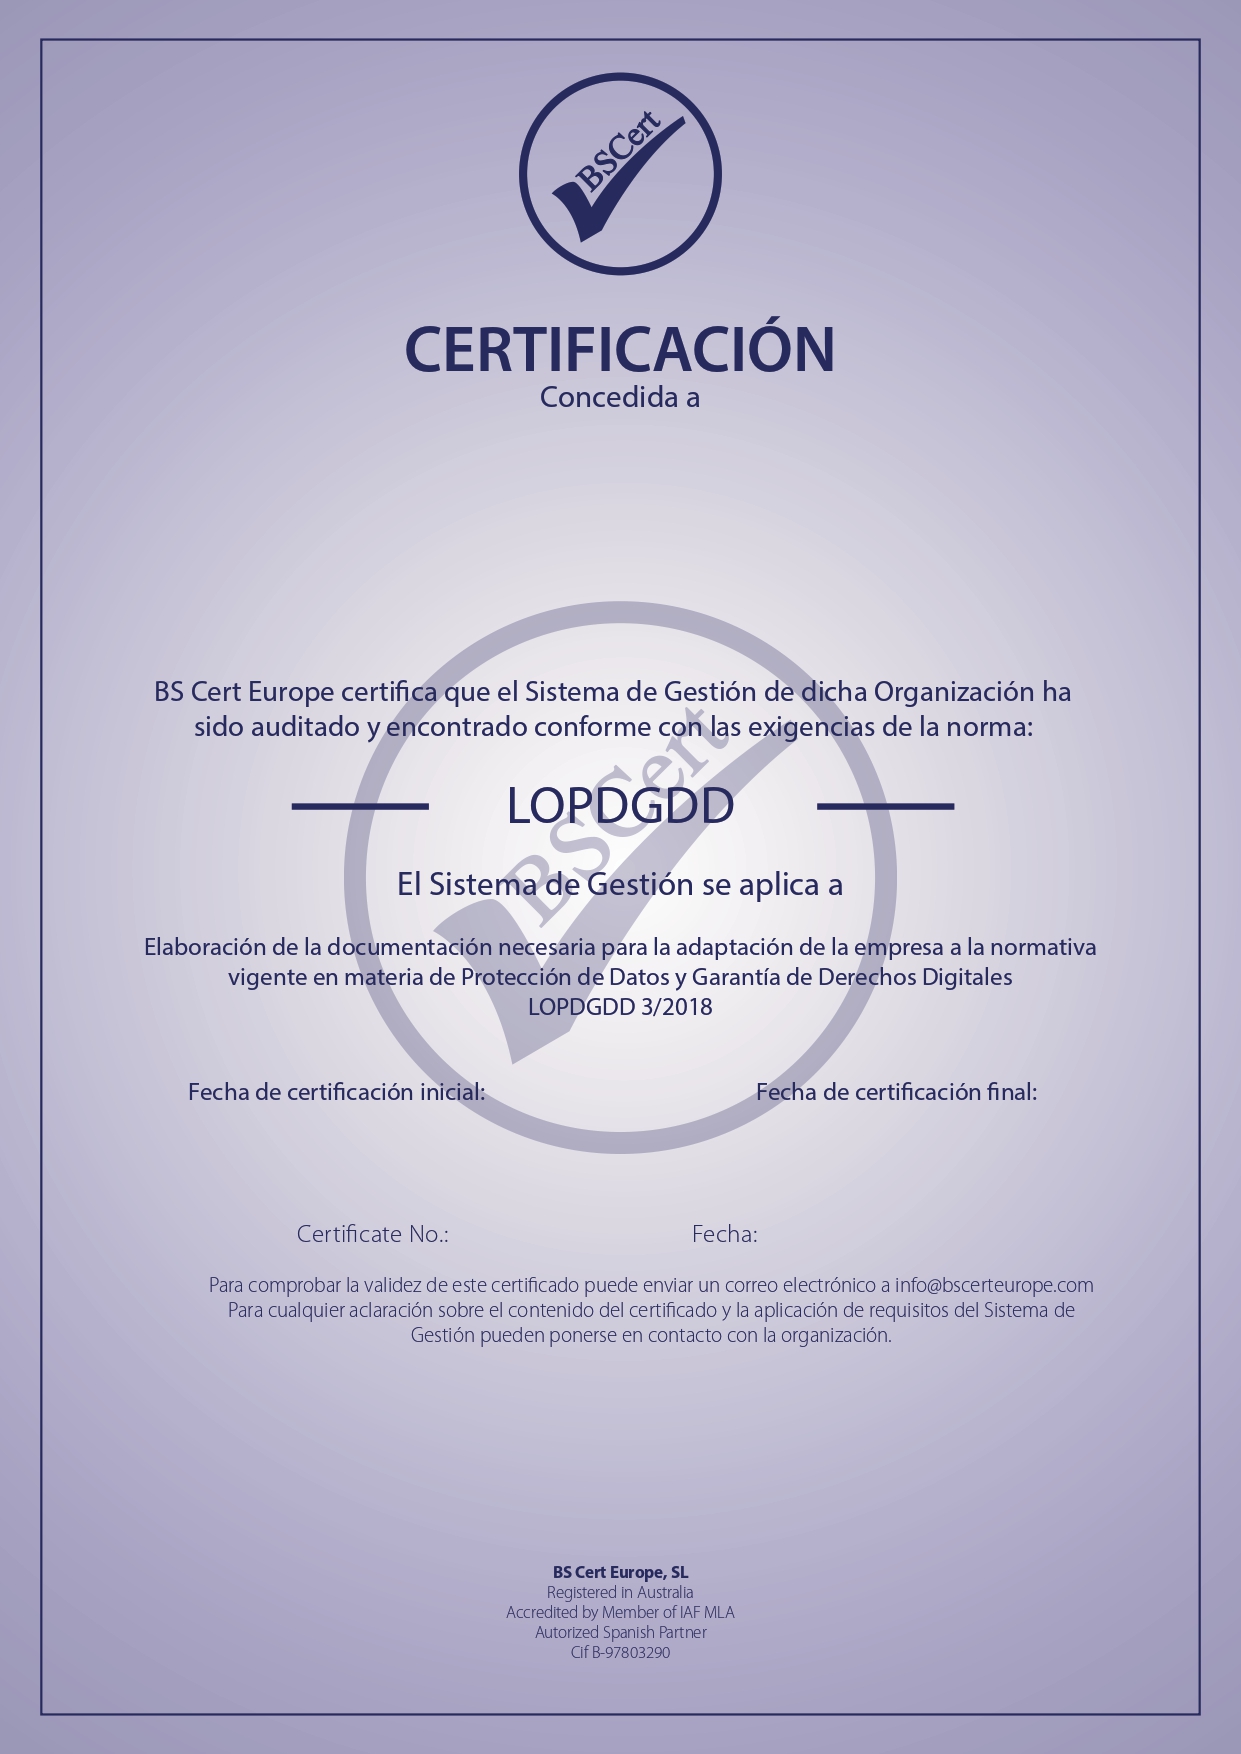 BSCert
CERTIFICACIÓN
Concedida a
BS Cert Europe certifica que el Sistema de Gestión de dicha Organización ha
sido auditado y encontrado conforme con las exigencias de la norma:
BSCert
LOPDGDD
El Sistema de Gestión se aplica a
Elaboración de la documentación necesaria para la adaptación de la empresa a la normativa
vigente en materia de Protección de Datos y Garantía de Derechos Digitales
LOPDGDD 3/2018
Fecha de certificación inicial: Fecha de certificación final:
Certificate No.: Fecha:
Para comprobar la validez de este certificado puede enviar un correo electrónico a info@bscerteurope.com
Para cualquier aclaración sobre el contenido del certificado y la aplicación de requisitos del Sistema de
Gestión pueden ponerse en contacto con la organización.
BS Cert Europe, SL
Registered in Australia
Accredited by Member of IAF MLA
Autorized Spanish Partner
Cif B-97803290